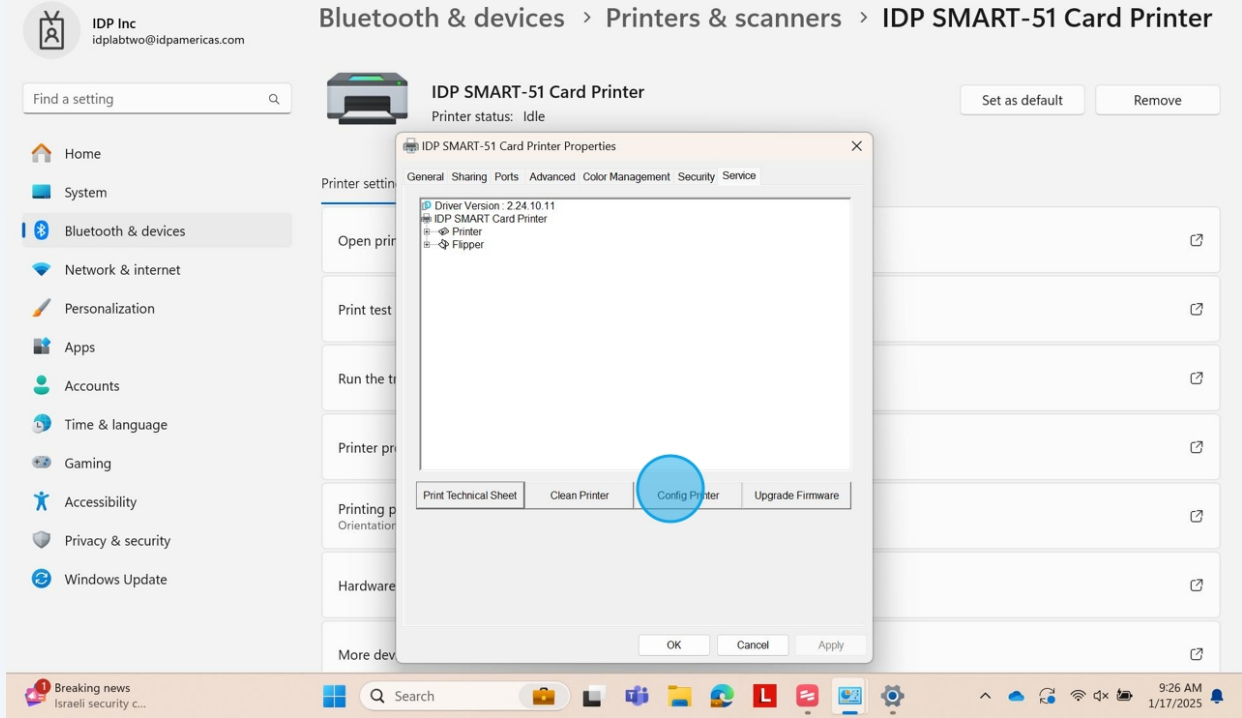 IDP Inc
idplabtwo@idpamericas.com
Bluetooth & devices > Printers & scanners > IDP SMART-51 Card Printer
Find a setting
Home
System
Bluetooth & devices
Network & internet
Personalization
Apps
Accounts
Time & language
Gaming
Accessibility
Privacy & security
Windows Update
IDP SMART-51 Card Printer
Printer status: Idle
Set as default
Remove
Printer settin
Open prin
Print test
Run the tr
Printer pro
Printing p
Orientation
Hardware
More dev
IDP SMART-51 Card Printer Properties
General Sharing Ports Advanced Color Management Security Service
Driver Version : 2.24.10.11
IDP SMART Card Printer
Printer
Flipper
Print Technical Sheet
Clean Printer
Config Printer
Upgrade Firmware
OK
Cancel
Apply
1
Breaking news
Israeli security c...
Search
L
9:26 AM
1/17/2025